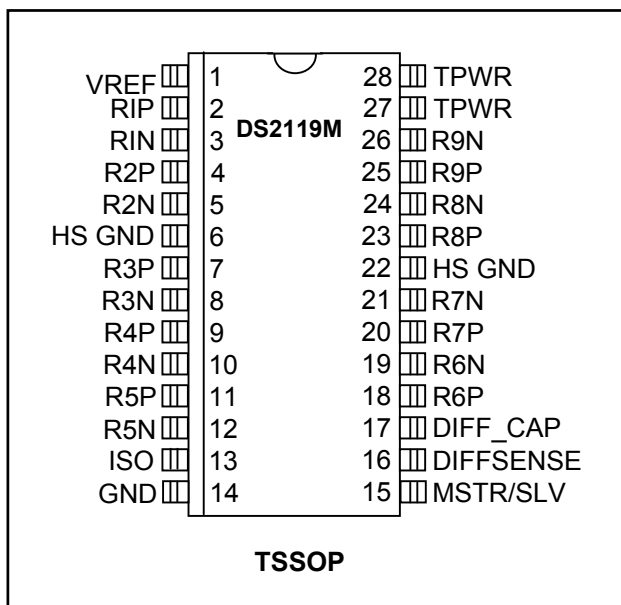 VREF 1 28 TPWR
RIP 2 27 TPWR
RIN 3 DS2119M 26 R9N
R2P 4 25 R9P
R2N 5 24 R8N
HS GND 6 23 R8P
R3P 7 22 HS GND
R3N 8 21 R7N
R4P 9 20 R7P
R4N 10 19 R6N
R5P 11 18 R6P
R5N 12 17 DIFF_CAP
ISO 13 16 DIFFSENSE
GND 14 15 MSTR/SLV
TSSOP